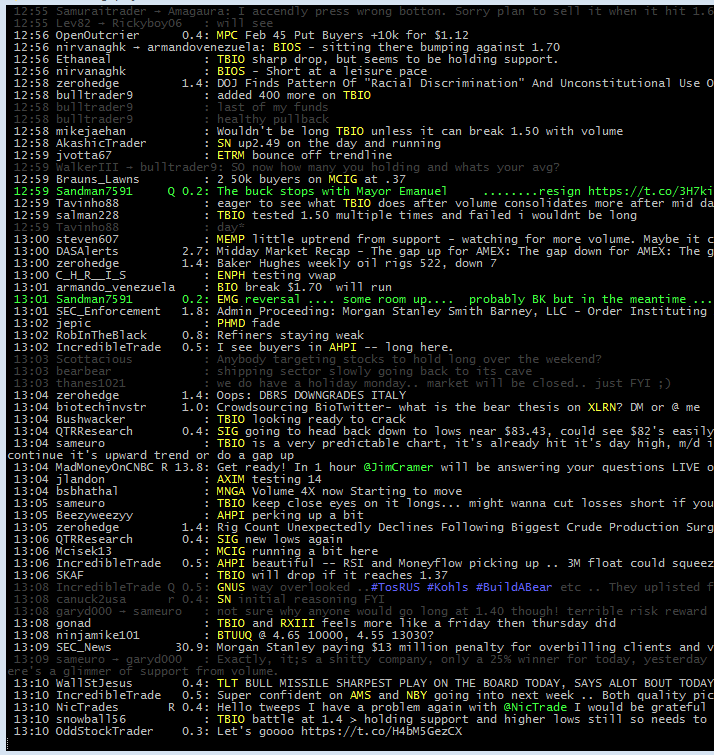 12:55 Samuraitrader → Amagaura: I accendly press wrong botton. Sorry plan to sell it when it hit 1.6
12:55 Lev82 → Rickyboy06 : will see
12:56 OpenOutcrier 0.4: MPC Feb 45 Put Buyers +10k for $1.12
12:56 nirvanaghk → armandovenezuela: BIOS - sitting there bumping against 1.70
12:56 Ethaneal : TBIO sharp drop, but seems to be holding support.
12:56 nirvanaghk : BIOS - Short at a leisure pace
12:58 zerohedge 1.4: DOJ Finds Pattern Of "Racial Discrimination" And Unconstitutional Use O
12:58 bulltrader9 : added 400 more on TBIO
12:58 bulltrader9 : last of my funds
12:58 bulltrader9 : healthy pullback
12:58 mikejaehan : Wouldn't be long TBIO unless it can break 1.50 with volume
12:58 AkashicTrader : SN up2.49 on the day and running
12:59 jvotta67 : ETRM bounce off trendline
12:59 WalkerIII → bulltrader9: SO now how many you holding and whats your avg?
12:59 Brauns_Lawns : 2 50k buyers on MCIG at .37
12:59 Sandman7591 Q 0.2: The buck stops with Mayor Emanuel ........resign https://t.co/3H7ki
12:59 Tavinho88 : eager to see what TBIO does after volume consolidates more after mid da
12:59 salman228 : TBIO tested 1.50 multiple times and failed i wouldnt be long
12:59 Tavinho88 : day*
13:00 steven607 : MEMP little uptrend from support - watching for more volume. Maybe it c
13:00 DASAlerts 2.7: Midday Market Recap - The gap up for AMEX: The gap down for AMEX: The g
13:00 zerohedge 1.4: Baker Hughes weekly oil rigs 522, down 7
13:00 C_H_R_I_S : ENPH testing vwap
13:01 armando_venezuela : BIO break $1.70 will run
13:01 Sandman7591 0.2: EMG reversal .... some room up.... probably BK but in the meantime ...
13:01 SEC_Enforcement 1.8: Admin Proceeding: Morgan Stanley Smith Barney, LLC - Order Instituting
13:02 jepic : PHMD fade
13:02 RobInTheBlack 0.8: Refiners staying weak
13:02 IncredibleTrade 0.5: I see buyers in AHPI -- long here.
13:03 Scottacious : Anybody targeting stocks to hold long over the weekend?
13:03 bearbear : shipping sector slowly going back to its cave
13:03 thanes1021 : we do have a holiday monday.. market will be closed.. just FYI ;)
13:04 zerohedge 1.4: Oops: DBRS DOWNGRADES ITALY
13:04 biotechinvstr 1.0: Crowdsourcing BioTwitter- what is the bear thesis on XLRN? DM or @ me
13:04 Bushwacker : TBIO looking ready to crack
13:04 QTRResearch 0.4: SIG going to head back down to lows near $83.43, could see $82's easily
13:04 sameuro : TBIO is a very predictable chart, it's already hit it's day high, m/d i
continue it's upward trend or do a gap up
13:04 MadMoneyOnCNBC R 13.8: Get ready! In 1 hour @JimCramer will be answering your questions LIVE o
13:04 jlandon : AXIM testing 14
13:04 bsbhathal : MNGA Volume 4X now Starting to move
13:05 sameuro : TBIO keep close eyes on it longs... might wanna cut losses short if you
13:05 Beezyweezyy : AHPI perking up a bit
13:05 zerohedge 1.4: Rig Count Unexpectedly Declines Following Biggest Crude Production Surg
13:06 QTRResearch 0.4: SIG new lows again
13:06 Mcisek13 : MCIG running a bit here
13:06 IncredibleTrade 0.5: AHPI beautiful -- RSI and Moneyflow picking up .. 3M float could squeez
13:06 SKAF : TBIO will drop if it reaches 1.37
13:08 IncredibleTrade Q 0.5: GNUS way overlooked ..#TosRUS #Kohls #BuildABear etc .. They uplisted f
13:08 canuck2usa r 0.4: SN initial reasoning FYI
13:08 garyd000 → sameuro : not sure why anyone would go long at 1.40 though! terrible risk reward
13:08 gonad : TBIO and RXIII feels more like a friday then thursday did
13:08 ninjamike101 : BTUUQ @ 4.65 10000, 4.55 13030?
13:09 SEC_News 30.9: Morgan Stanley paying $13 million penalty for overbilling clients and v
13:09 sameuro → garyd000 : Exactly, it;s a shitty company, only a 25% winner for today, yesterday
ere's a glimmer of support from volume.
13:10 WallStJesus 0.4: TLT BULL MISSILE SHARPEST PLAY ON THE BOARD TODAY, SAYS ALOT BOUT TODAY
13:10 IncredibleTrade 0.5: Super confident on AMS and NBY going into next week .. Both quality pic
13:10 NicTrades R 0.4: Hello tweeps I have a problem again with @NicTrade I would be grateful
13:10 snowball56 : TBIO battle at 1.4 > holding support and higher lows still so needs to
13:10 OddStockTrader 0.3: Let's goooo https://t.co/H4bM5GezCX